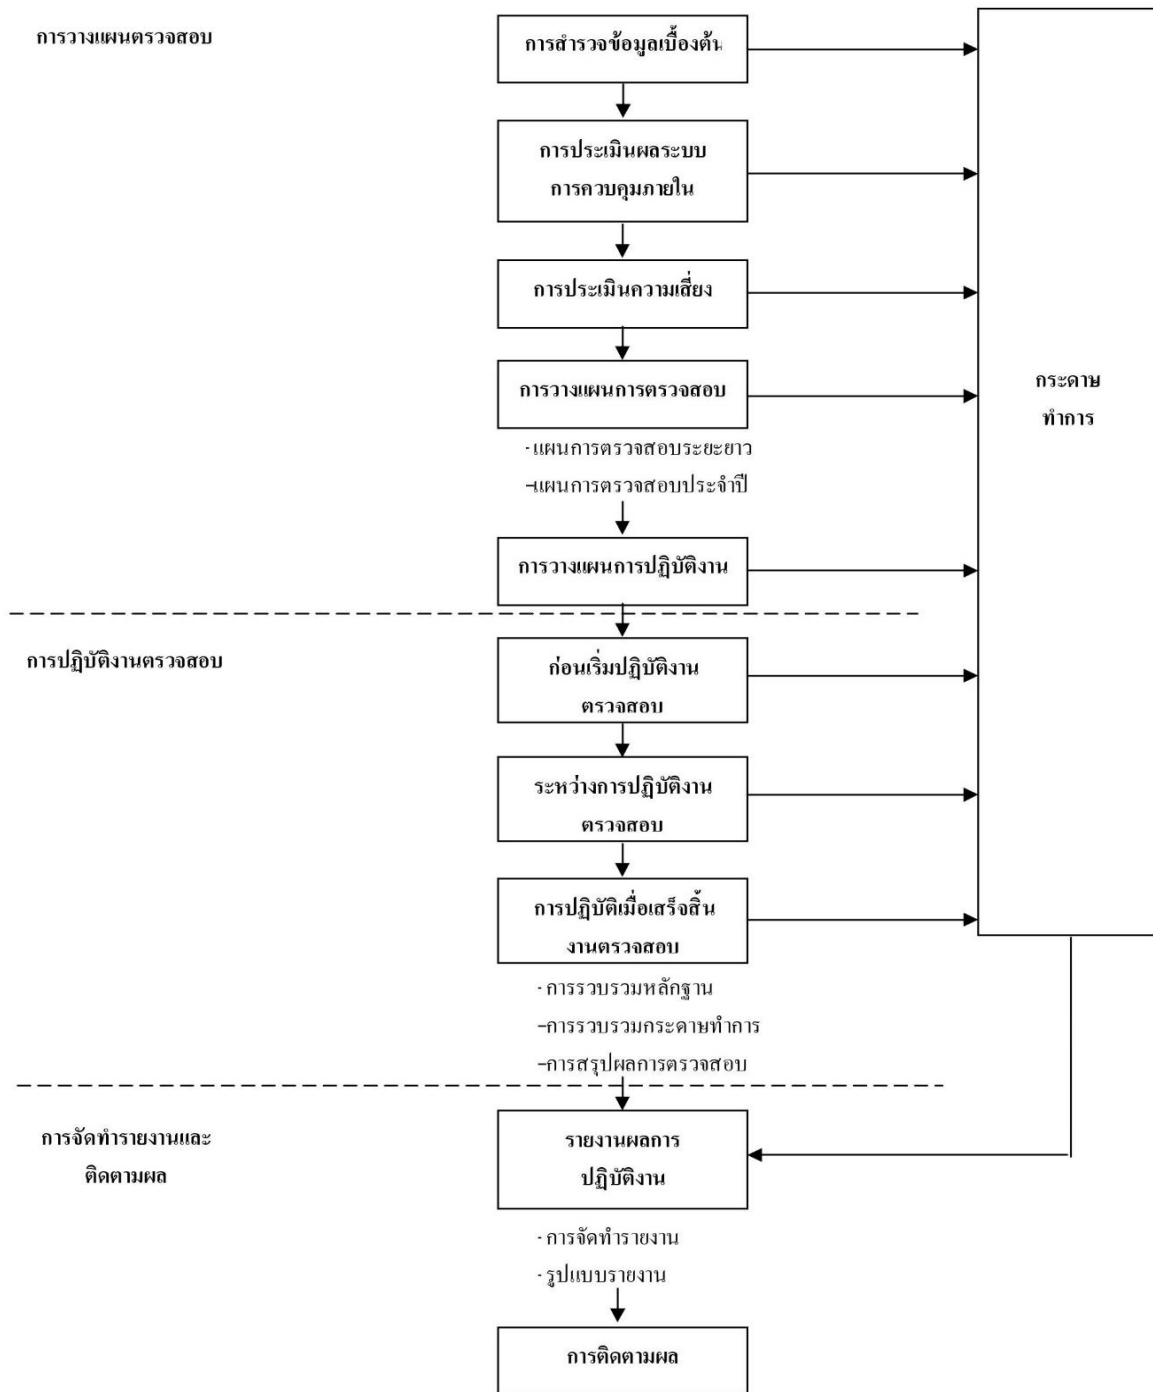 การวางแผนตรวจสอบ
การสำรวจข้อมูลเบื้องต้น
การประเมินผลระบบ
การควบคุมภายใน
การประเมินความเสี่ยง
การวางแผนการตรวจสอบ
-แผนการตรวจสอบระยะยาว
-แผนการตรวจสอบประจำปี
การวางแผนการปฏิบัติงาน
กระดาษ
ทำการ
การปฏิบัติงานตรวจสอบ
ก่อนเริ่มปฏิบัติงาน
ตรวจสอบ
ระหว่างการปฏิบัติงาน
ตรวจสอบ
การปฏิบัติเมื่อเสร็จสิ้น
งานตรวจสอบ
- การรวบรวมหลักฐาน
-การรวบรวมกระดาษทำการ
-การสรุปผลการตรวจสอบ
การจัดทำรายงานและ
ติดตามผล
รายงานผลการ
ปฏิบัติงาน
- การจัดทำรายงาน
- รูปแบบรายงาน
การติดตามผล